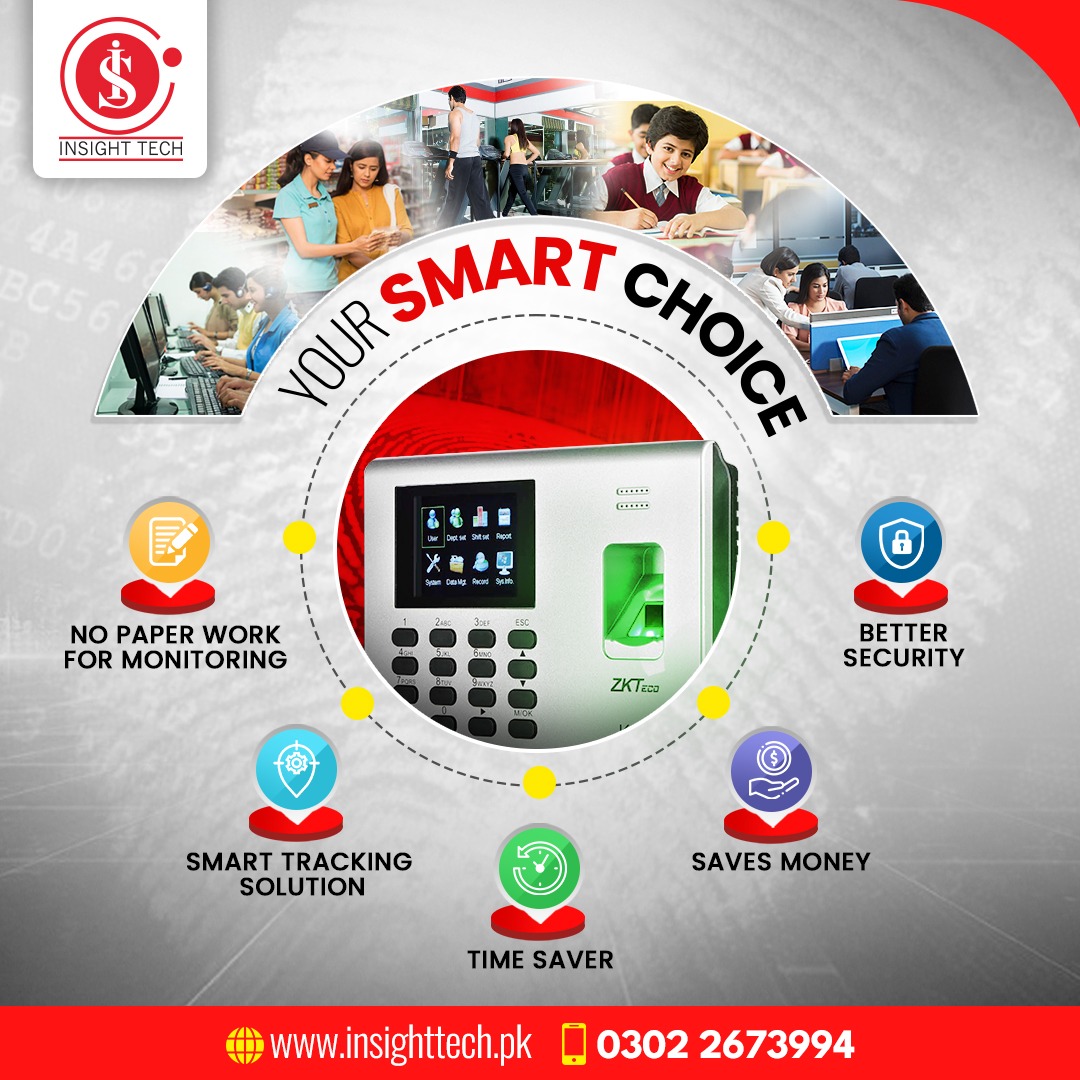 IS
INSIGHT TECH
YOUR SMART CHOICE
User Dept. set Shift set Report
System Data Mgt. Record Sys Info.
1 2ABC 3DEF ESC
4GHI 5JKL 6MNO
7PQRS 8TUV 9WXYZ
0 M/OK
ZKTECO
NO PAPER WORK
FOR MONITORING
BETTER
SECURITY
SMART TRACKING
SOLUTION
SAVES MONEY
TIME SAVER
www.insighttech.pk 0302 2673994